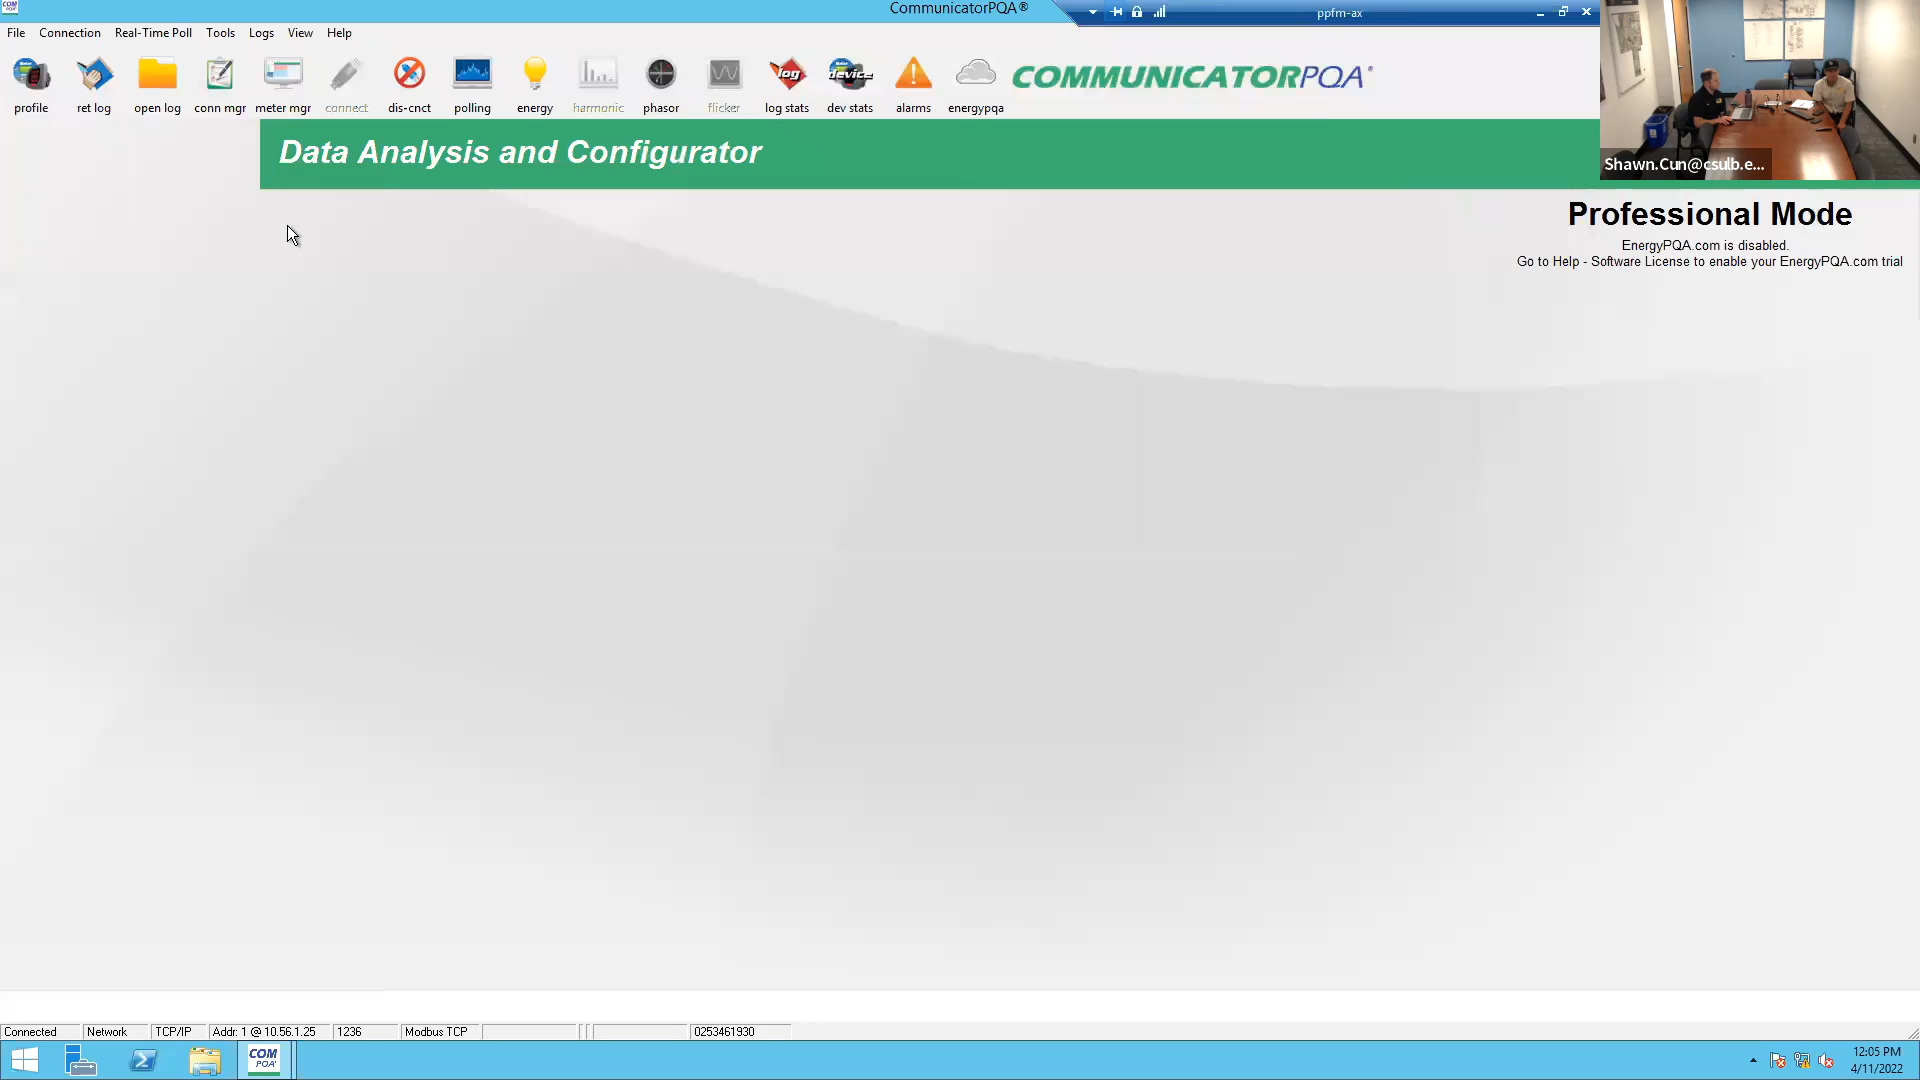 CommunicatorPQA®
ppfm-ax
File Connection Real-Time Poll Tools Logs View Help
profile ret log open log conn mgr meter mgr connect dis-cnct polling energy harmonic phasor flicker log stats dev stats alarms energypqa
COMMUNICATORPQA®
Data Analysis and Configurator
Shawn.Cun@csulb.e...
Professional Mode
EnergyPQA.com is disabled.
Go to Help - Software License to enable your EnergyPQA.com trial
Connected Network TCP/IP Addr: 1 @ 10.56.1.25 1236 Modbus TCP 0253461930
COM
PQA
12:05 PM
4/11/2022